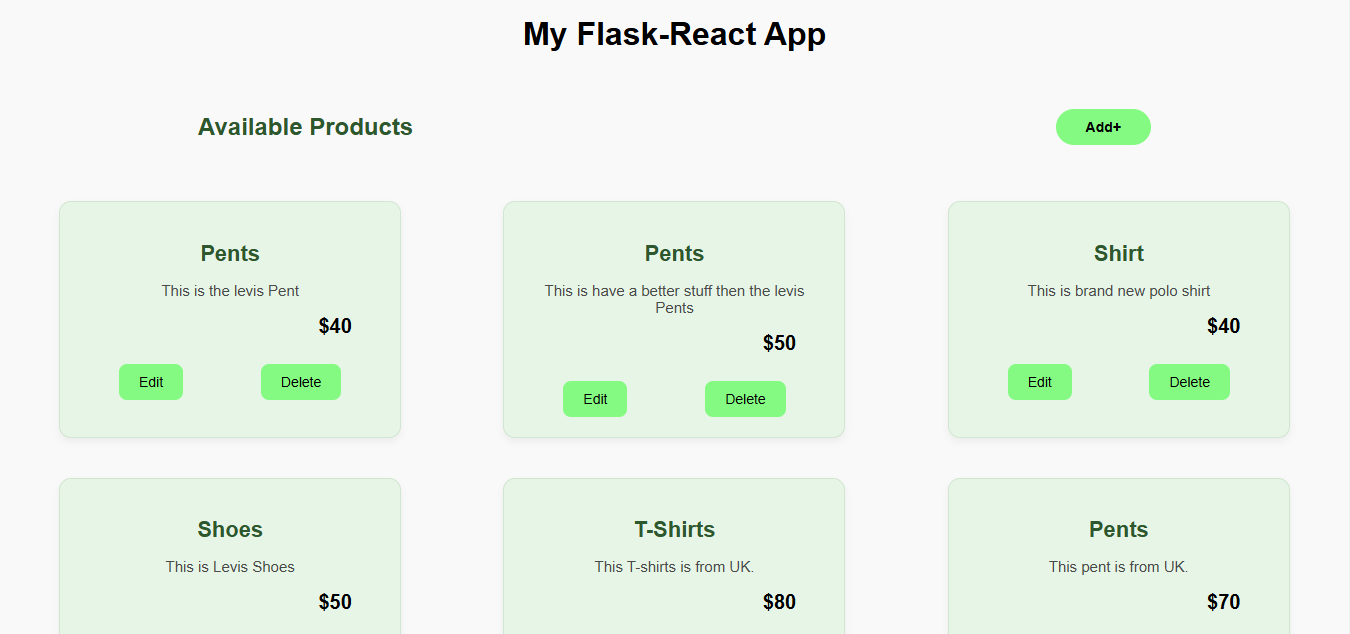 My Flask-React App
Available Products
Add+
Pents
This is the levis Pent
$40
Edit
Delete
Pents
This is have a better stuff then the levis
Pents
$50
Edit
Delete
Shirt
This is brand new polo shirt
$40
Edit
Delete
Shoes
This is Levis Shoes
$50
T-Shirts
This T-shirts is from UK.
$80
Pents
This pent is from UK.
$70